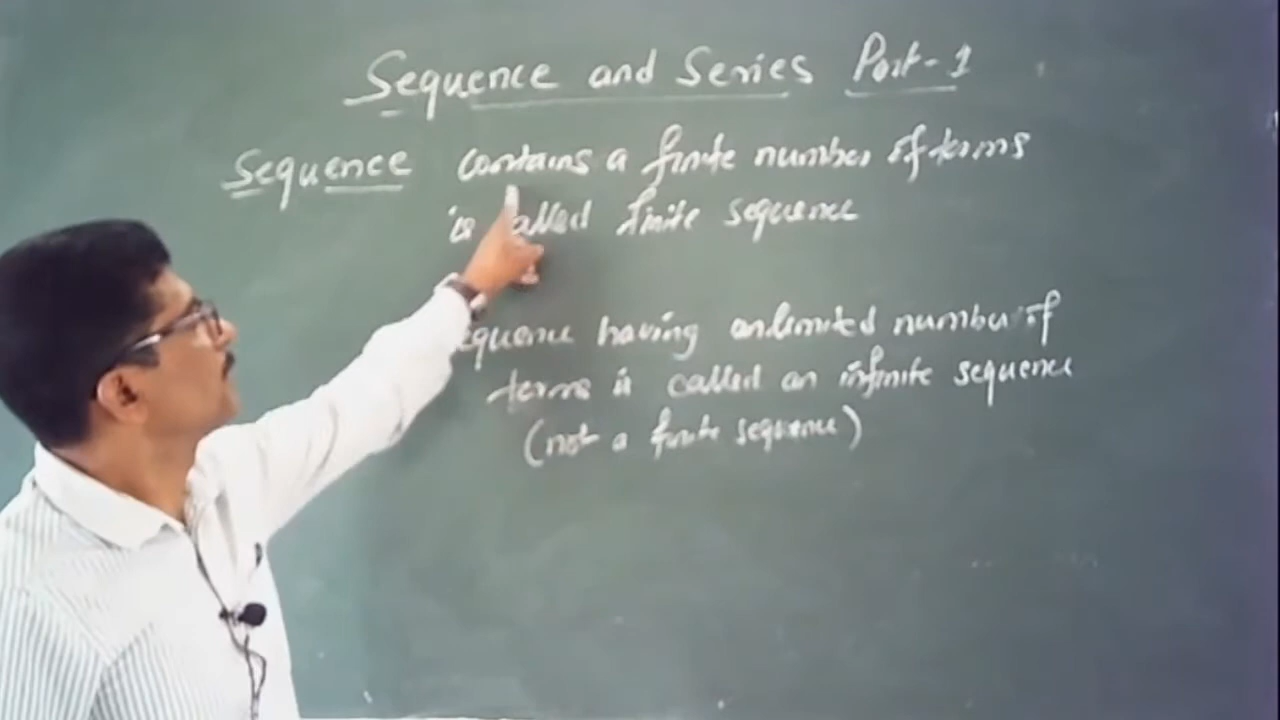 Sequence and Series Part-1
Sequence contains a finite number of terms
is called finite sequence
sequence having unlimited number of
terms is called an infinite sequence
(not a finite sequence)